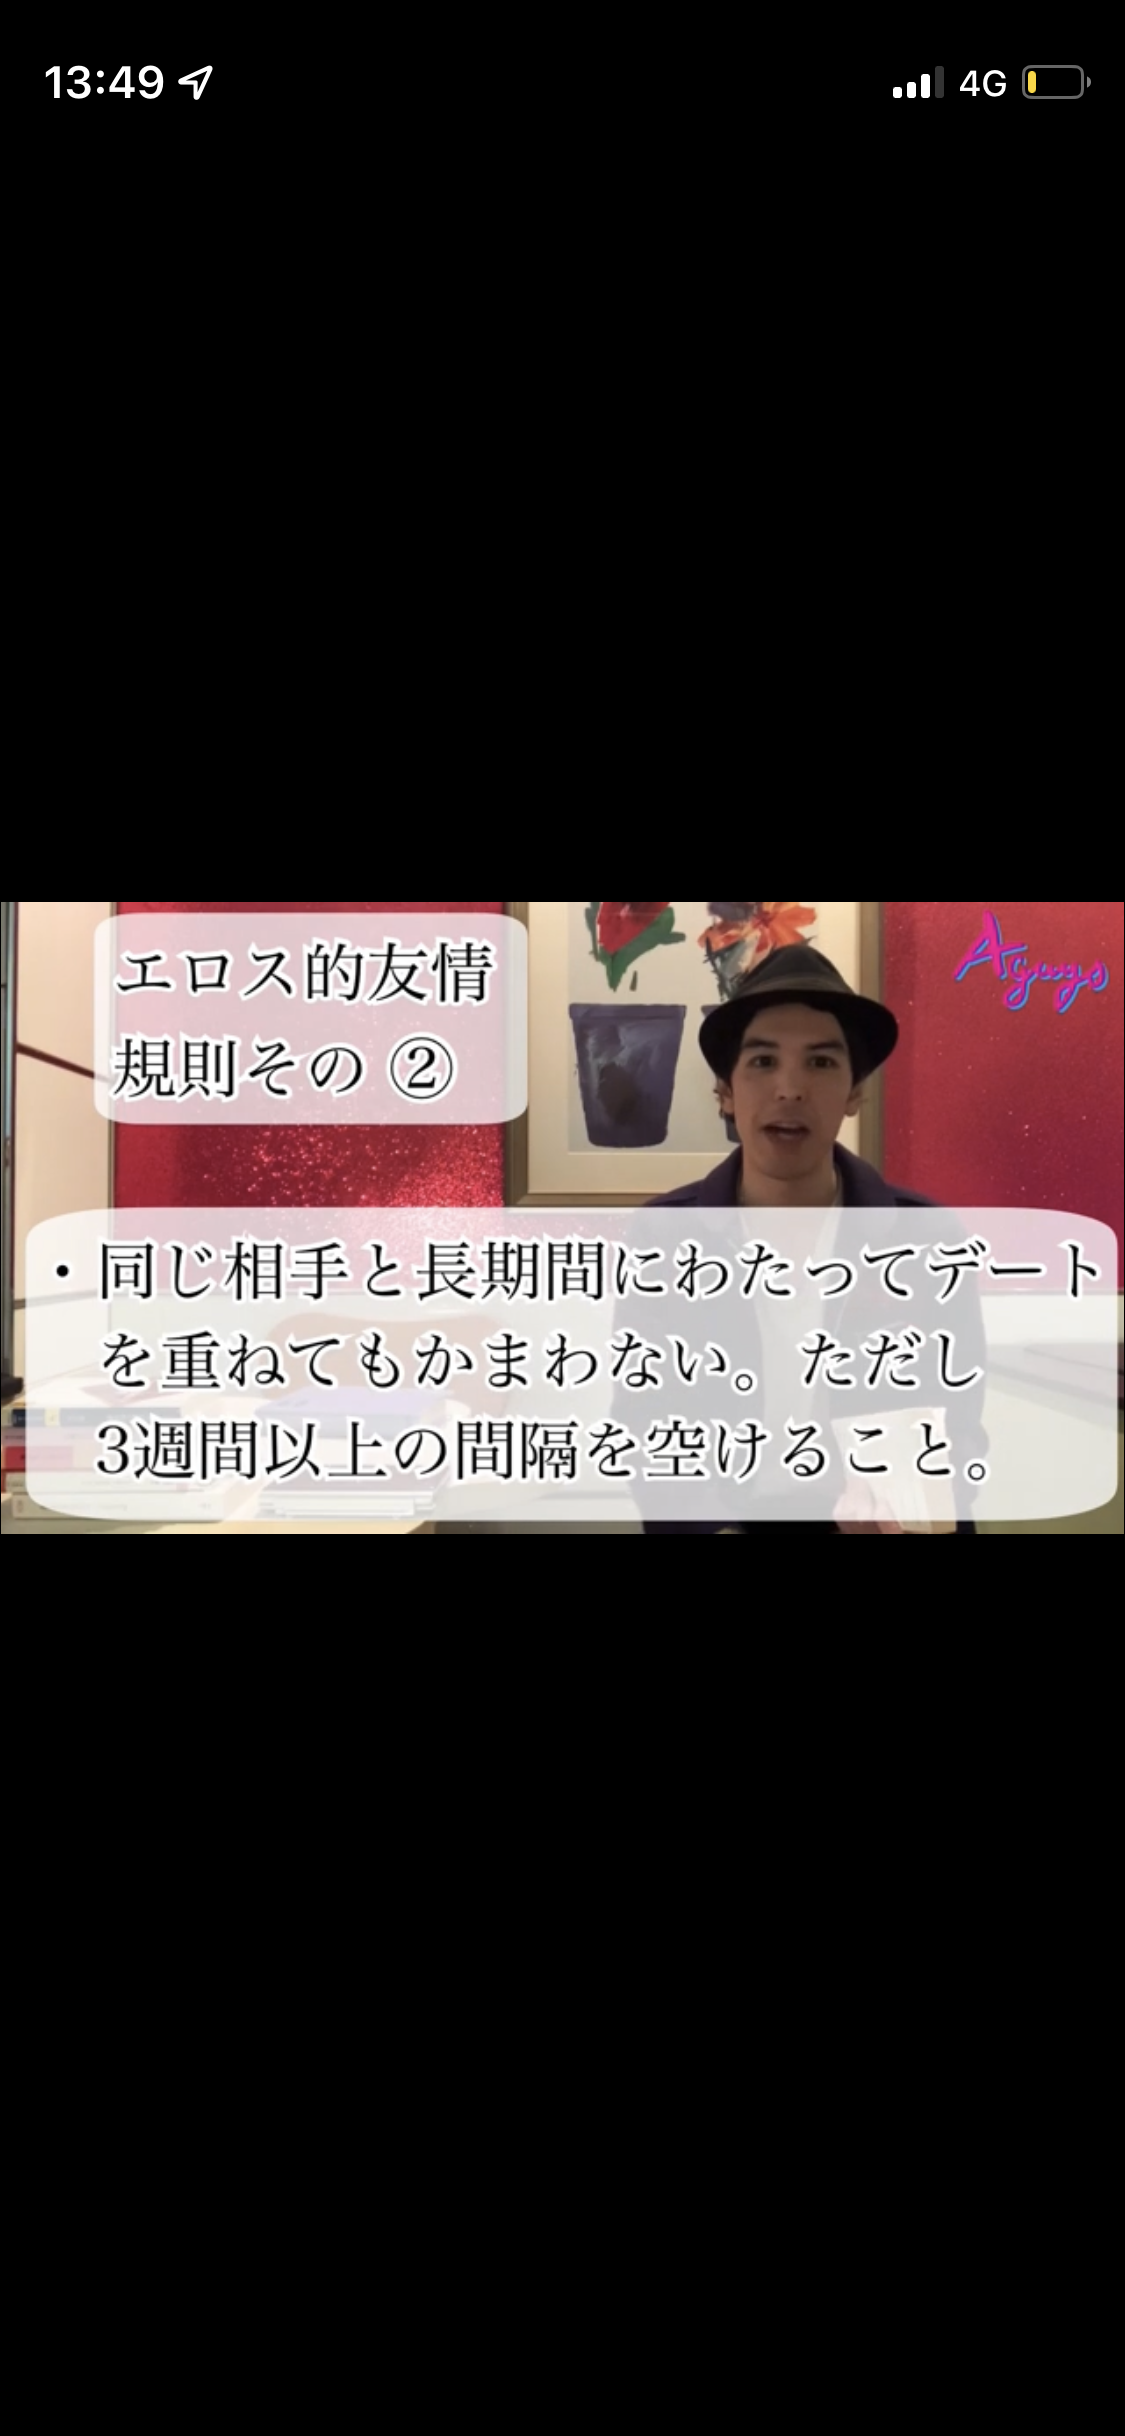 13:49
4G
エロス的友情
規則その ②
Aguys
・同じ相手と長期間にわたってデート
を重ねてもかまわない。ただし
3週間以上の間隔を空けること。